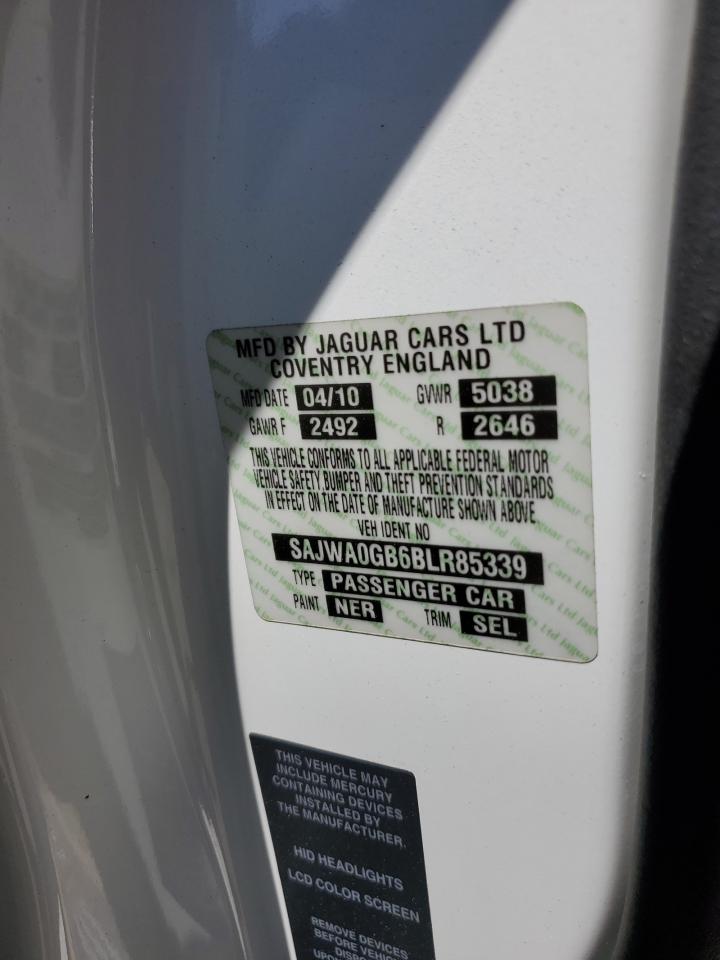 MFD BY JAGUAR CARS LTD
COVENTRY ENGLAND
MFD DATE 04/10 GVWR 5038
GAWR F 2492 R 2646
THIS VEHICLE CONFORMS TO ALL APPLICABLE FEDERAL MOTOR
VEHICLE SAFETY BUMPER AND THEFT PREVENTION STANDARDS
IN EFFECT ON THE DATE OF MANUFACTURE SHOWN ABOVE
VEH IDENT NO
SAJWA0GB6BLR85339
TYPE PASSENGER CAR
PAINT NER TRIM SEL
THIS VEHICLE MAY
INCLUDE MERCURY
CONTAINING DEVICES
INSTALLED BY
THE MANUFACTURER.
HID HEADLIGHTS
LCD COLOR SCREEN
REMOVE DEVICES
BEFORE VEHICLE